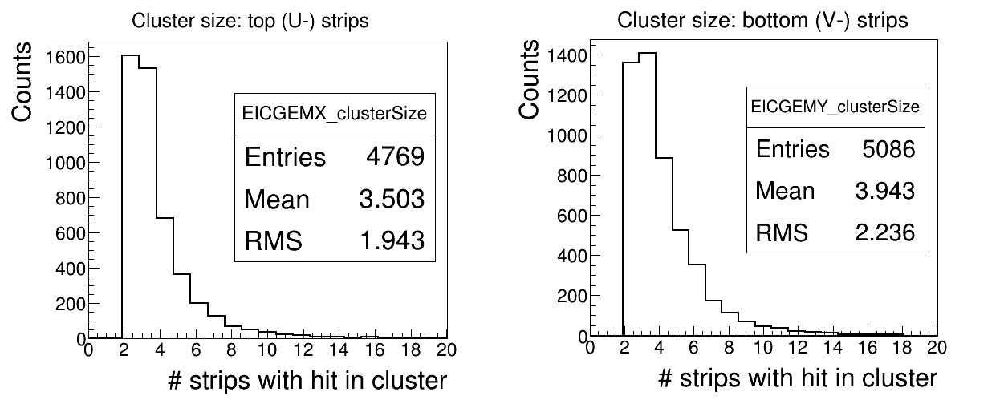 Cluster size: top (U-) strips
Counts
1600
1400
1200
1000
800
600
400
200
0
0 2 4 6 8 10 12 14 16 18 20
# strips with hit in cluster
EICGEMX_clusterSize
Entries 4769
Mean 3.503
RMS 1.943
Cluster size: bottom (V-) strips
Counts
1400
1200
1000
800
600
400
200
0
0 2 4 6 8 10 12 14 16 18 20
# strips with hit in cluster
EICGEMY_clusterSize
Entries 5086
Mean 3.943
RMS 2.236